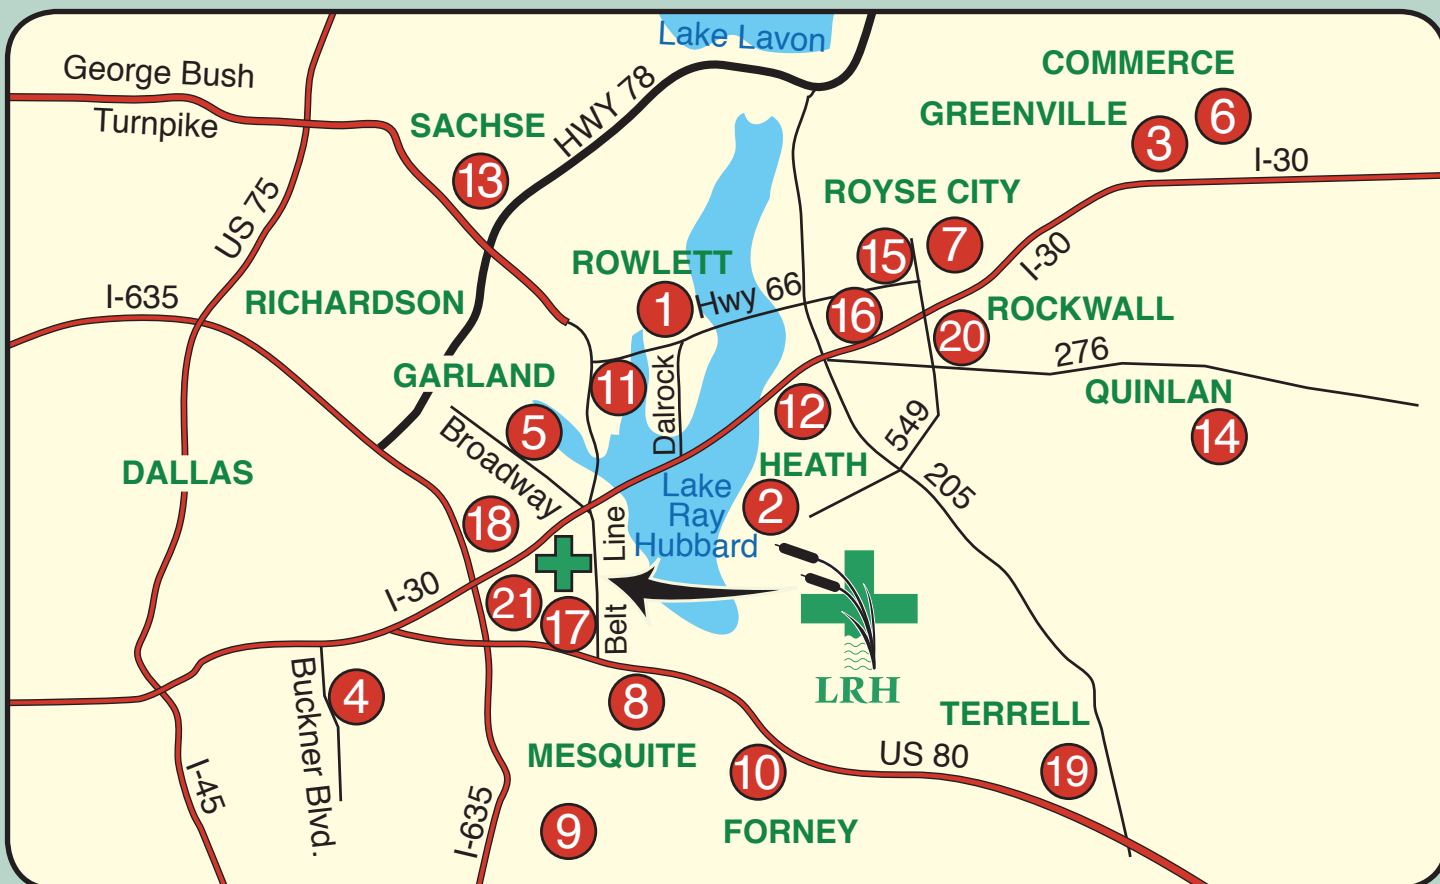 Lake Lavon
George Bush
Turnpike
COMMERCE
GREENVILLE
6
3
I-30
SACHSE
HWY 78
13
US 75
ROYSE CITY
15
7
I-30
ROWLETT
1
Hwy 66
16
ROCKWALL
20
276
I-635
RICHARDSON
GARLAND
11
Dalrock
12
QUINLAN
14
5
Broadway
549
DALLAS
HEATH
205
18
Lake
Ray
Hubbard
2
Belt Line
I-30
21
17
LRH
Buckner Blvd.
4
8
MESQUITE
TERRELL
US 80
10
19
I-45
I-635
9
FORNEY